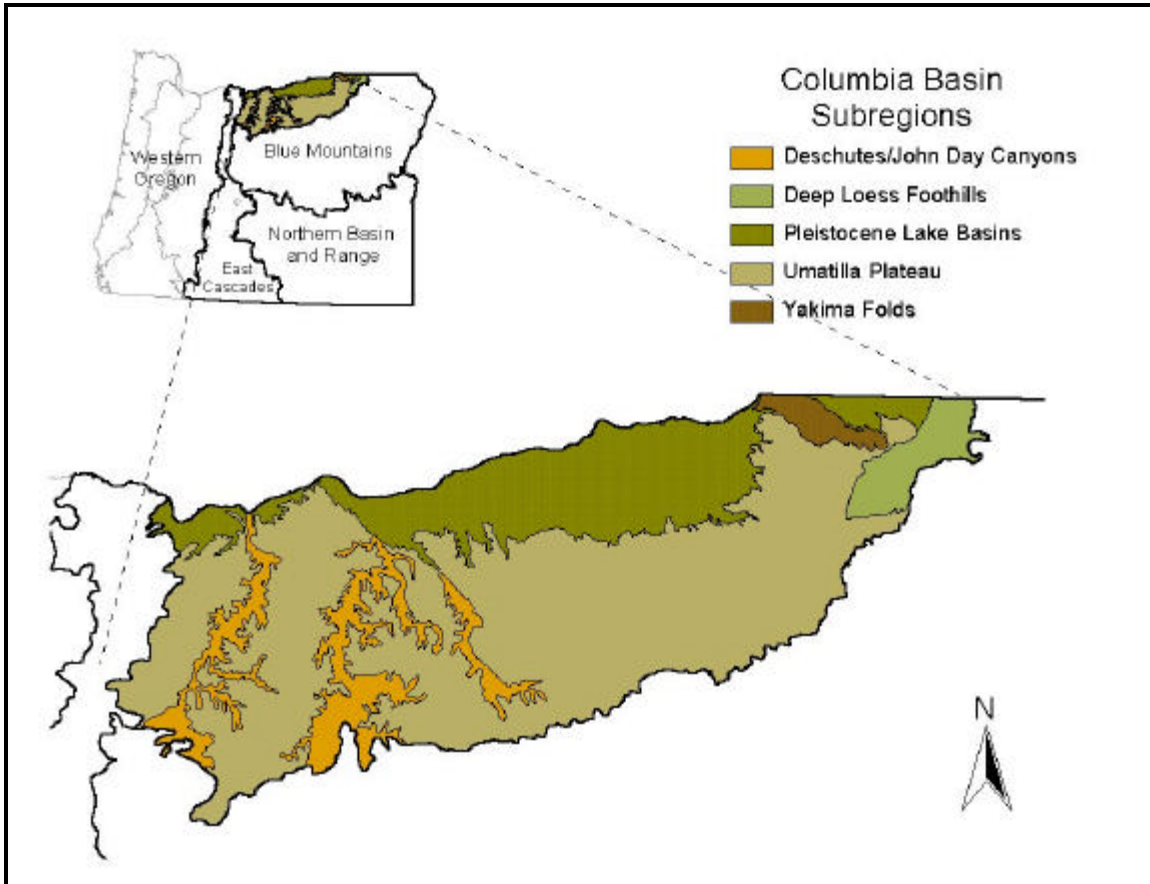 Columbia Basin
Subregions
Deschutes/John Day Canyons
Deep Loess Foothills
Pleistocene Lake Basins
Umatilla Plateau
Yakima Folds
Western
Oregon
Blue Mountains
Northern Basin
and Range
East
Cascades
N